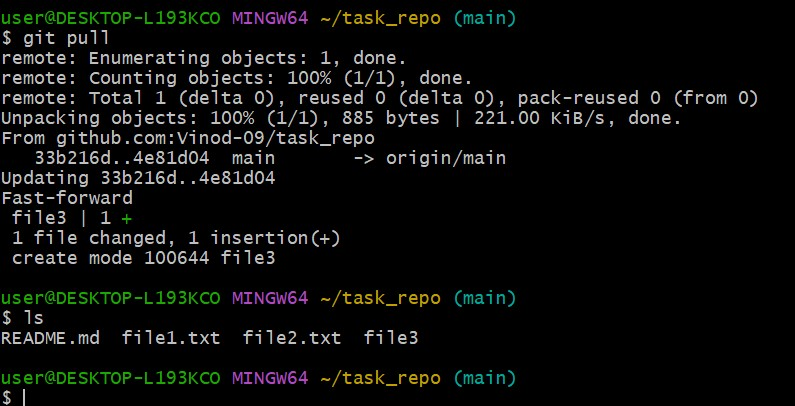 user@DESKTOP-L193KCO MINGW64 ~/task_repo (main)
$ git pull
remote: Enumerating objects: 1, done.
remote: Counting objects: 100% (1/1), done.
remote: Total 1 (delta 0), reused 0 (delta 0), pack-reused 0 (from 0)
Unpacking objects: 100% (1/1), 885 bytes | 221.00 KiB/s, done.
From github.com:Vinod-09/task_repo
   33b216d..4e81d04  main       -> origin/main
Updating 33b216d..4e81d04
Fast-forward
 file3 | 1 +
 1 file changed, 1 insertion(+)
 create mode 100644 file3
user@DESKTOP-L193KCO MINGW64 ~/task_repo (main)
$ ls
README.md  file1.txt  file2.txt  file3
user@DESKTOP-L193KCO MINGW64 ~/task_repo (main)
$